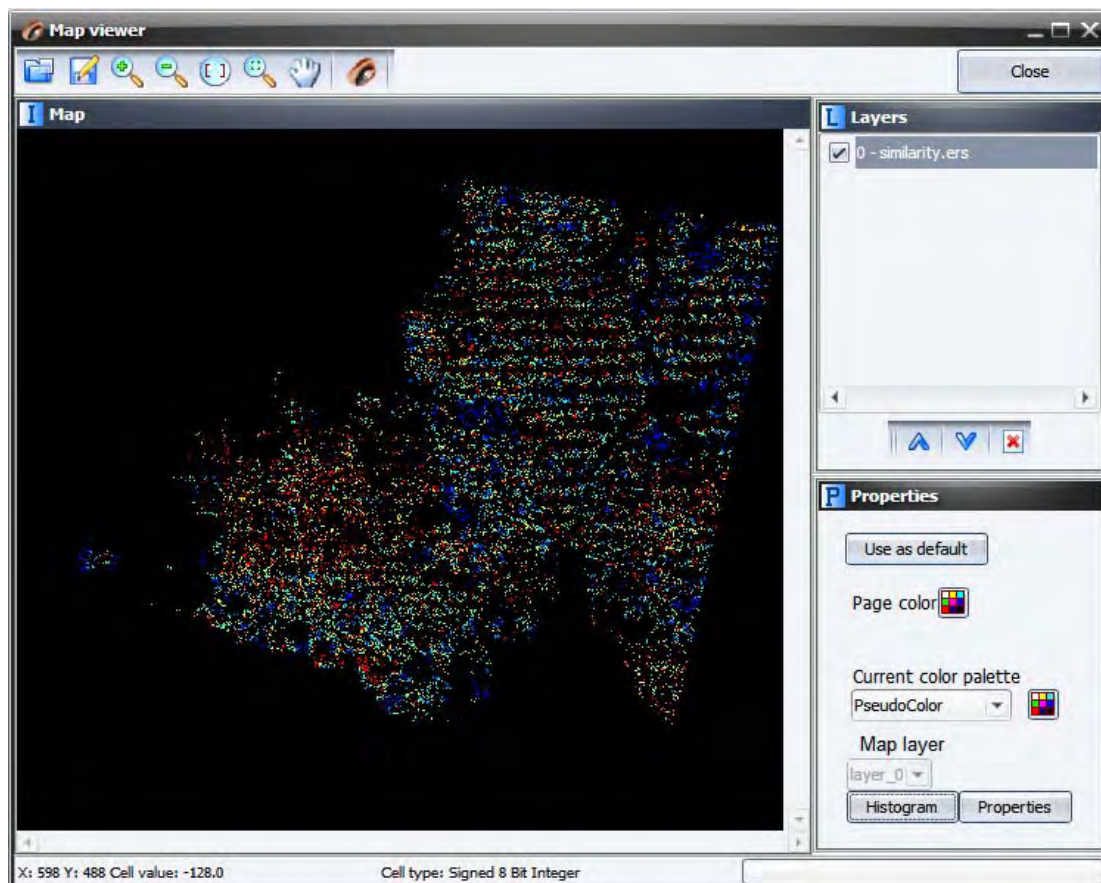 Map viewer
Close
Map
Layers
0 - similarity.ers
Properties
Use as default
Page color
Current color palette
PseudoColor
Map layer
layer_0
Histogram Properties
X: 598 Y: 488 Cell value: -128.0 Cell type: Signed 8 Bit Integer